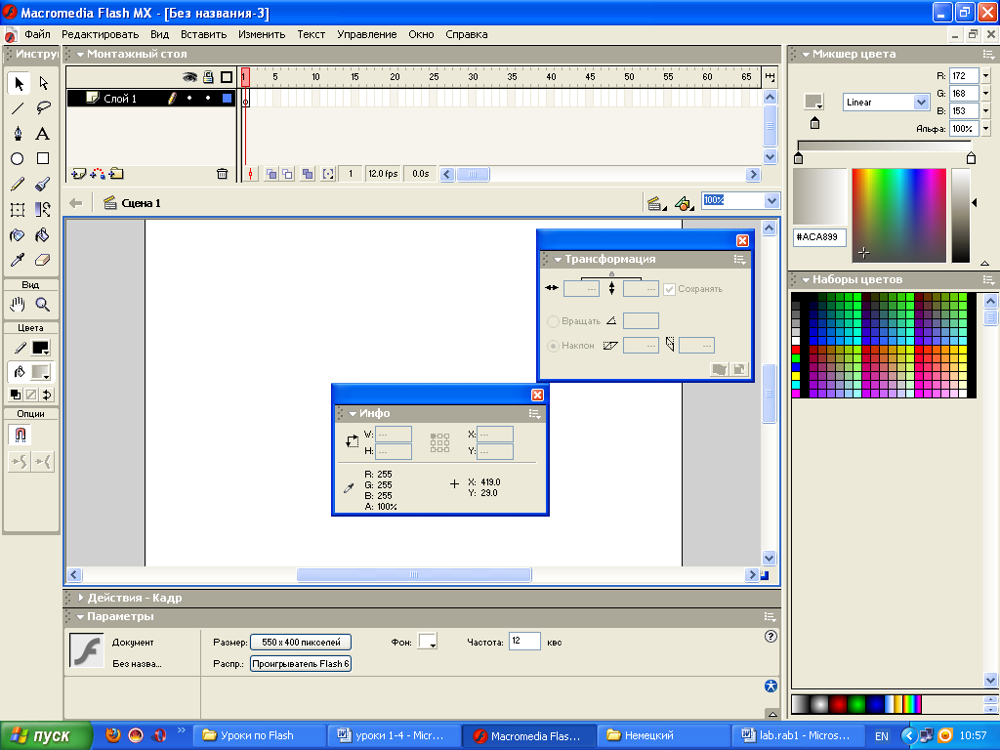 Macromedia Flash MX - [Без названия-3]
Файл Редактировать Вид Вставить Изменить Текст Управление Окно Справка
Инстру
Вид
Цвета
Опции
Монтажный стол
1 5 10 15 20 25 30 35 40 45 50 55 60 65
Слой 1
1 12.0 fps 0.0s
Сцена 1
100%
Трансформация
--- --- Сохранять
Вращать
Наклон --- ---
Инфо
W: --- X: ---
H: --- Y: ---
R: 255
G: 255
B: 255
A: 100%
X: 419.0
Y: 29.0
Действия - Кадр
Параметры
Документ
Без назва...
Размер: 550 x 400 пикселей Фон: Частота: 12 квс
Распр.: Проигрыватель Flash 6
Микшер цвета
Linear
R: 172
G: 168
B: 153
Альфа: 100%
#ACA899
Наборы цветов
пуск
Уроки по Flash
уроки 1-4 - Micr...
Macromedia Flas...
Немецкий
lab.rab1 - Micros...
EN
10:57